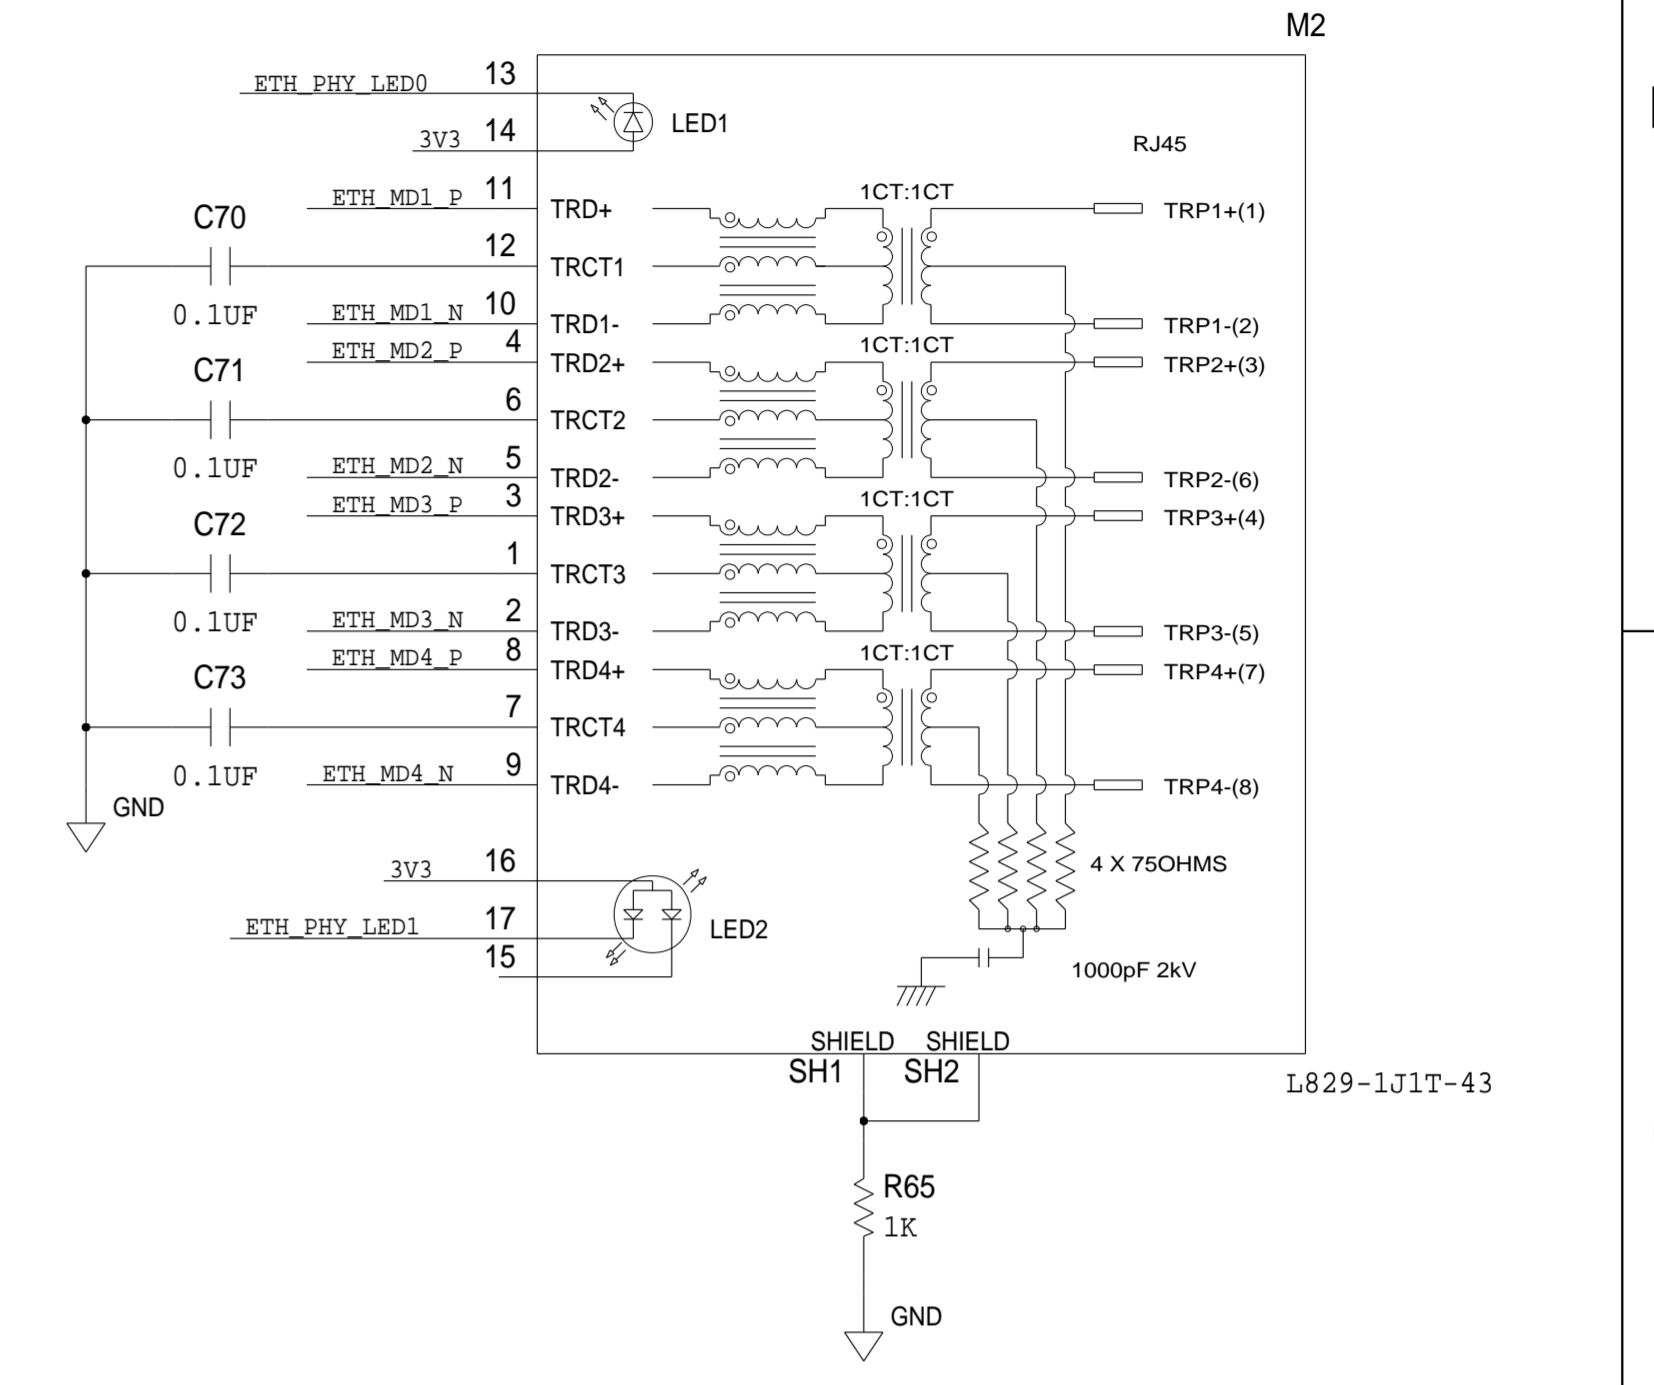 M2
ETH_PHY_LED0
13
LED1
3V3
14
RJ45
ETH_MD1_P
11
TRD+
1CT:1CT
TRP1+(1)
C70
12
TRCT1
0.1UF
ETH_MD1_N
10
TRD1-
TRP1-(2)
ETH_MD2_P
4
TRD2+
1CT:1CT
TRP2+(3)
C71
6
TRCT2
0.1UF
ETH_MD2_N
5
TRD2-
TRP2-(6)
ETH_MD3_P
3
TRD3+
1CT:1CT
TRP3+(4)
C72
1
TRCT3
0.1UF
ETH_MD3_N
2
TRD3-
TRP3-(5)
ETH_MD4_P
8
TRD4+
1CT:1CT
TRP4+(7)
C73
7
TRCT4
0.1UF
ETH_MD4_N
9
TRD4-
TRP4-(8)
GND
3V3
16
4 X 75OHMS
ETH_PHY_LED1
17
LED2
15
1000pF 2kV
SHIELD SHIELD
SH1 SH2
L829-1J1T-43
R65
1K
GND